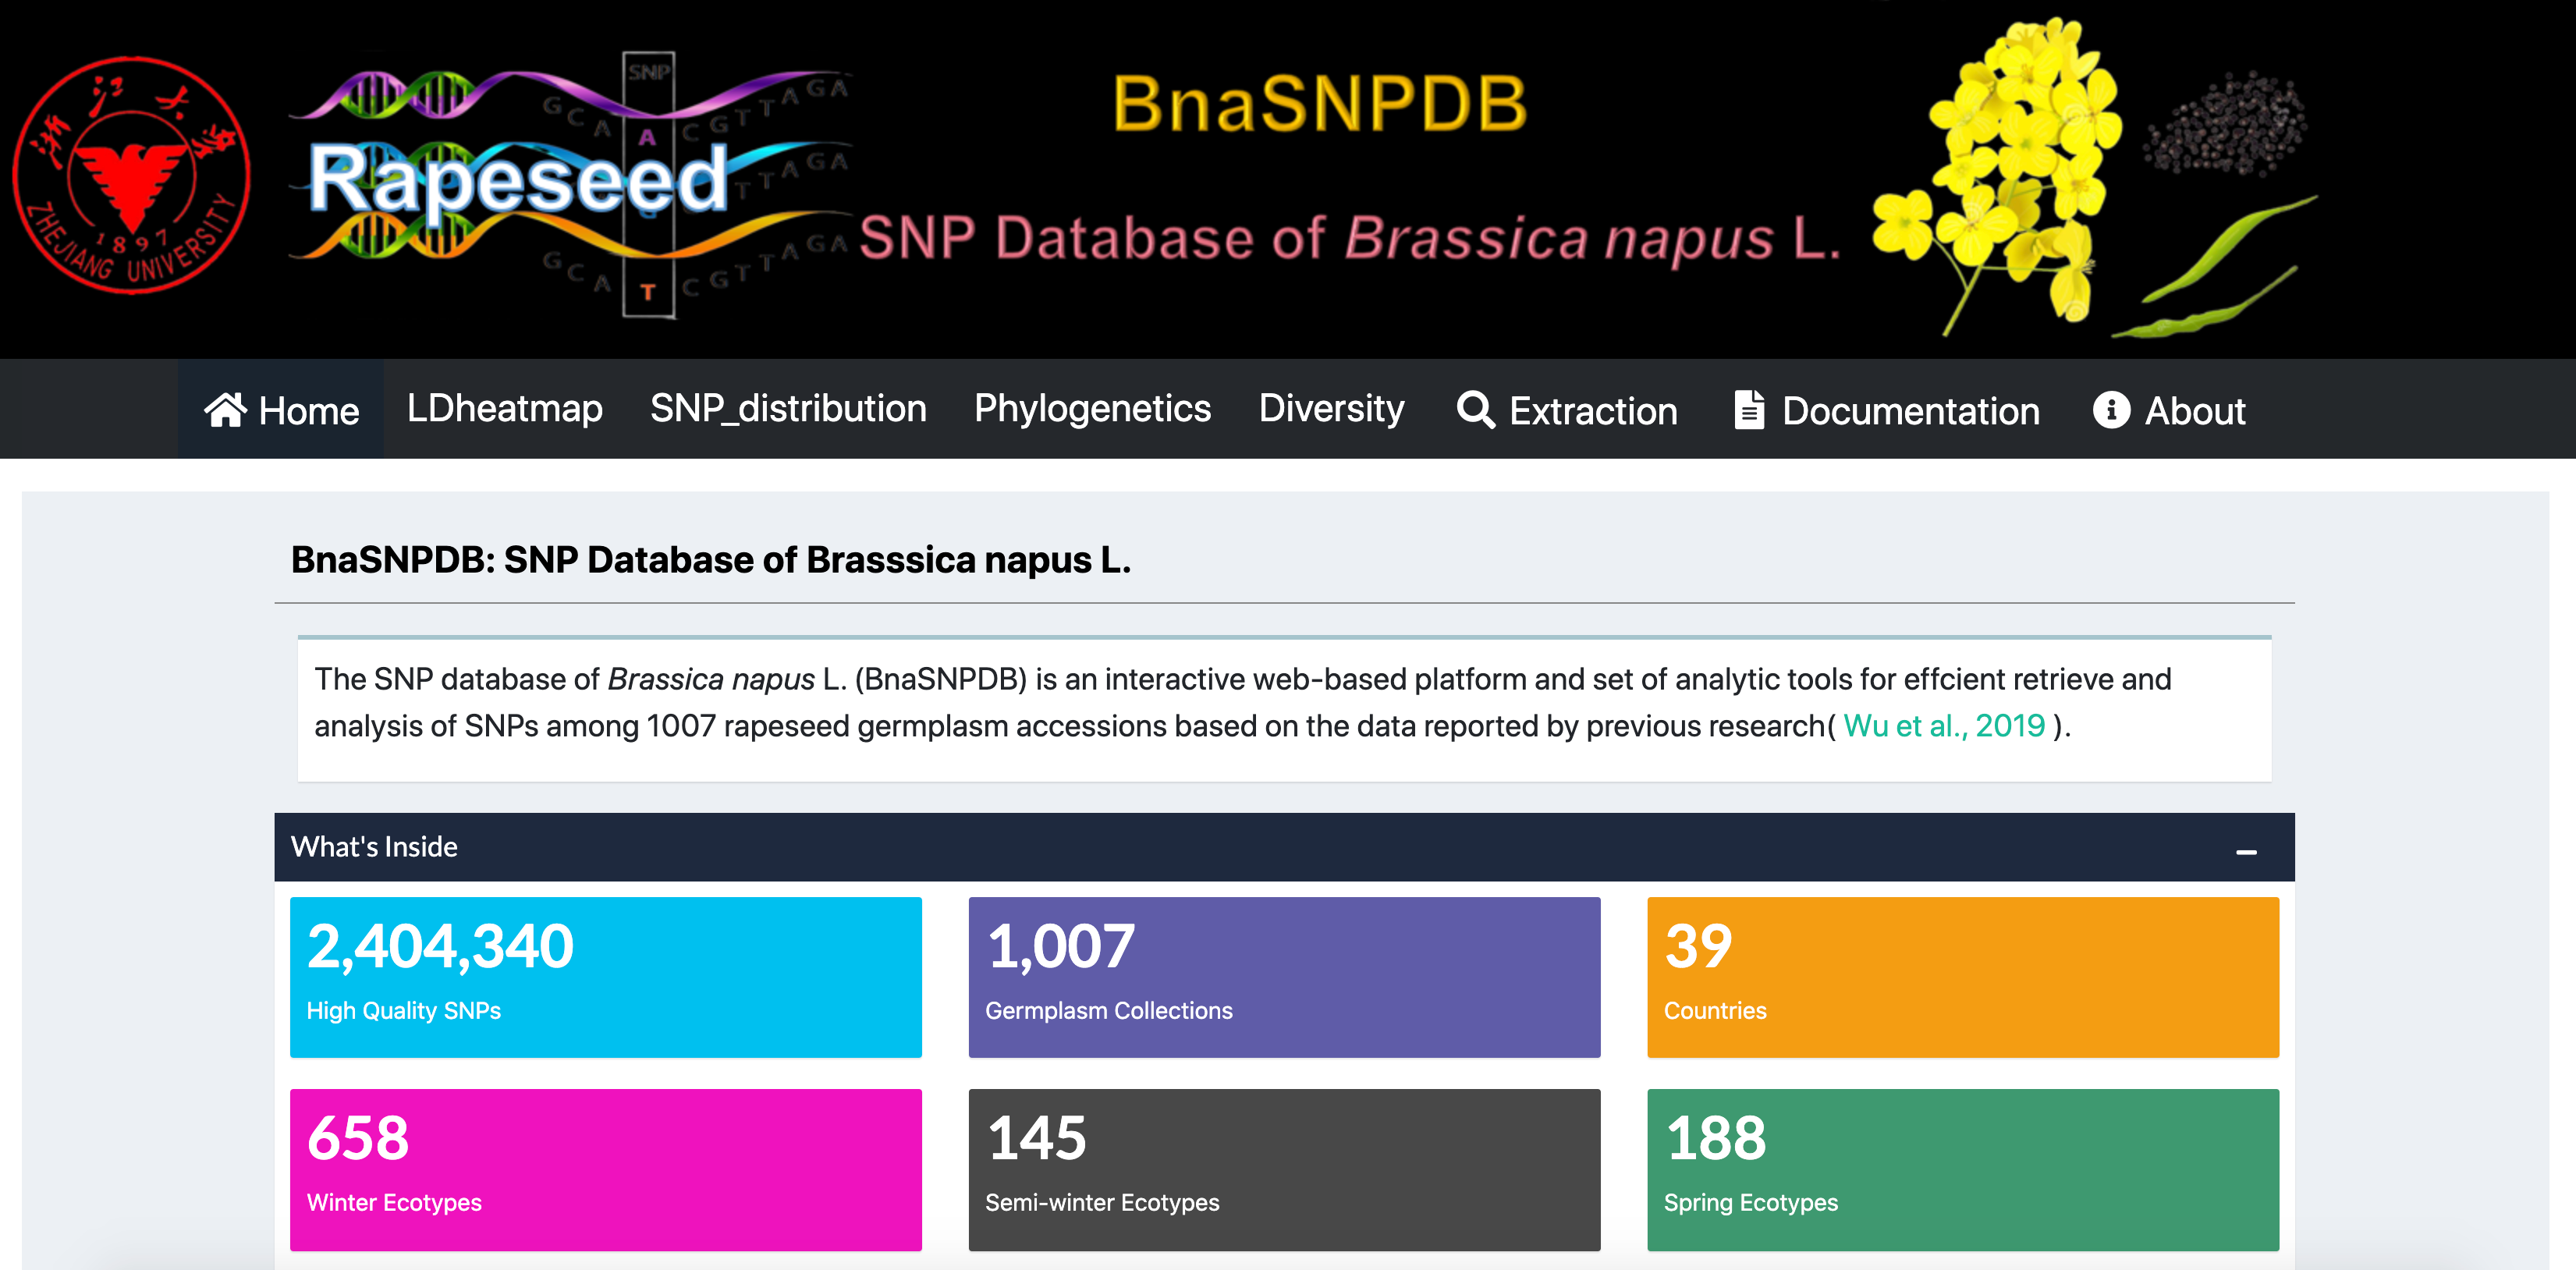 浙江大学
ZHEJIANG UNIVERSITY
1897
SNP
G C A A C G T T A G A
Rapeseed
T T A G A
G C A T C G T T A G A
BnaSNPDB
SNP Database of Brassica napus L.
Home LDheatmap SNP_distribution Phylogenetics Diversity Extraction Documentation About
BnaSNPDB: SNP Database of Brasssica napus L.
The SNP database of Brassica napus L. (BnaSNPDB) is an interactive web-based platform and set of analytic tools for effcient retrieve and
analysis of SNPs among 1007 rapeseed germplasm accessions based on the data reported by previous research( Wu et al., 2019 ).
What's Inside
2,404,340
High Quality SNPs
1,007
Germplasm Collections
39
Countries
658
Winter Ecotypes
145
Semi-winter Ecotypes
188
Spring Ecotypes